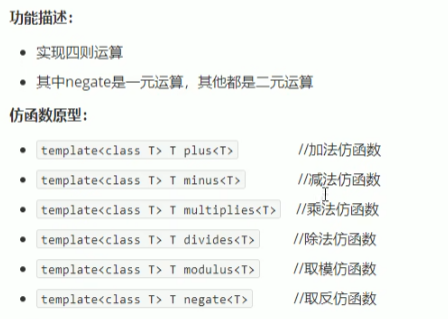 功能描述：
实现四则运算
其中negate是一元运算，其他都是二元运算
仿函数原型：
template<class T> T plus<T> //加法仿函数
template<class T> T minus<T> //减法仿函数
template<class T> T multiplies<T> //乘法仿函数
template<class T> T divides<T> //除法仿函数
template<class T> T modulus<T> //取模仿函数
template<class T> T negate<T> //取反仿函数